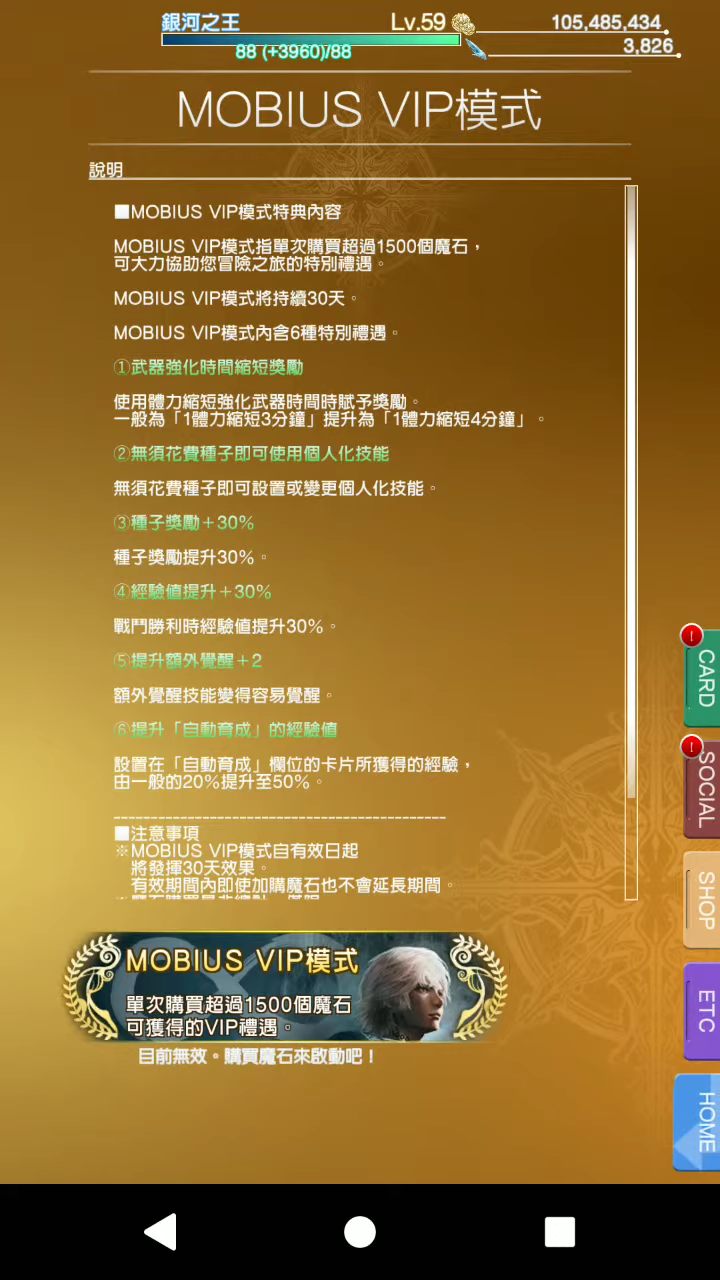 銀河之王 Lv.59 105,485,434
88 (+3960)/88 3,826
MOBIUS VIP模式
說明
■MOBIUS VIP模式特典內容
MOBIUS VIP模式指單次購買超過1500個魔石，
可大力協助您冒險之旅的特別禮遇。
MOBIUS VIP模式將持續30天。
MOBIUS VIP模式內含6種特別禮遇。
①武器強化時間縮短獎勵
使用體力縮短強化武器時間時賦予獎勵。
一般為「1體力縮短3分鐘」提升為「1體力縮短4分鐘」。
②無須花費種子即可使用個人化技能
無須花費種子即可設置或變更個人化技能。
③種子獎勵＋30%
種子獎勵提升30%。
④經驗值提升＋30%
戰鬥勝利時經驗值提升30%。
⑤提升額外覺醒＋2
額外覺醒技能變得容易覺醒。
⑥提升「自動育成」的經驗值
設置在「自動育成」欄位的卡片所獲得的經驗，
由一般的20%提升至50%。
---------------------------------------------
■注意事項
※MOBIUS VIP模式自有效日起
將發揮30天效果。
有效期間內即使加購魔石也不會延長期間。
MOBIUS VIP模式
單次購買超過1500個魔石
可獲得的VIP禮遇。
目前無效。購買魔石來啟動吧！
! CARD
! SOCIAL
SHOP
ETC
HOME